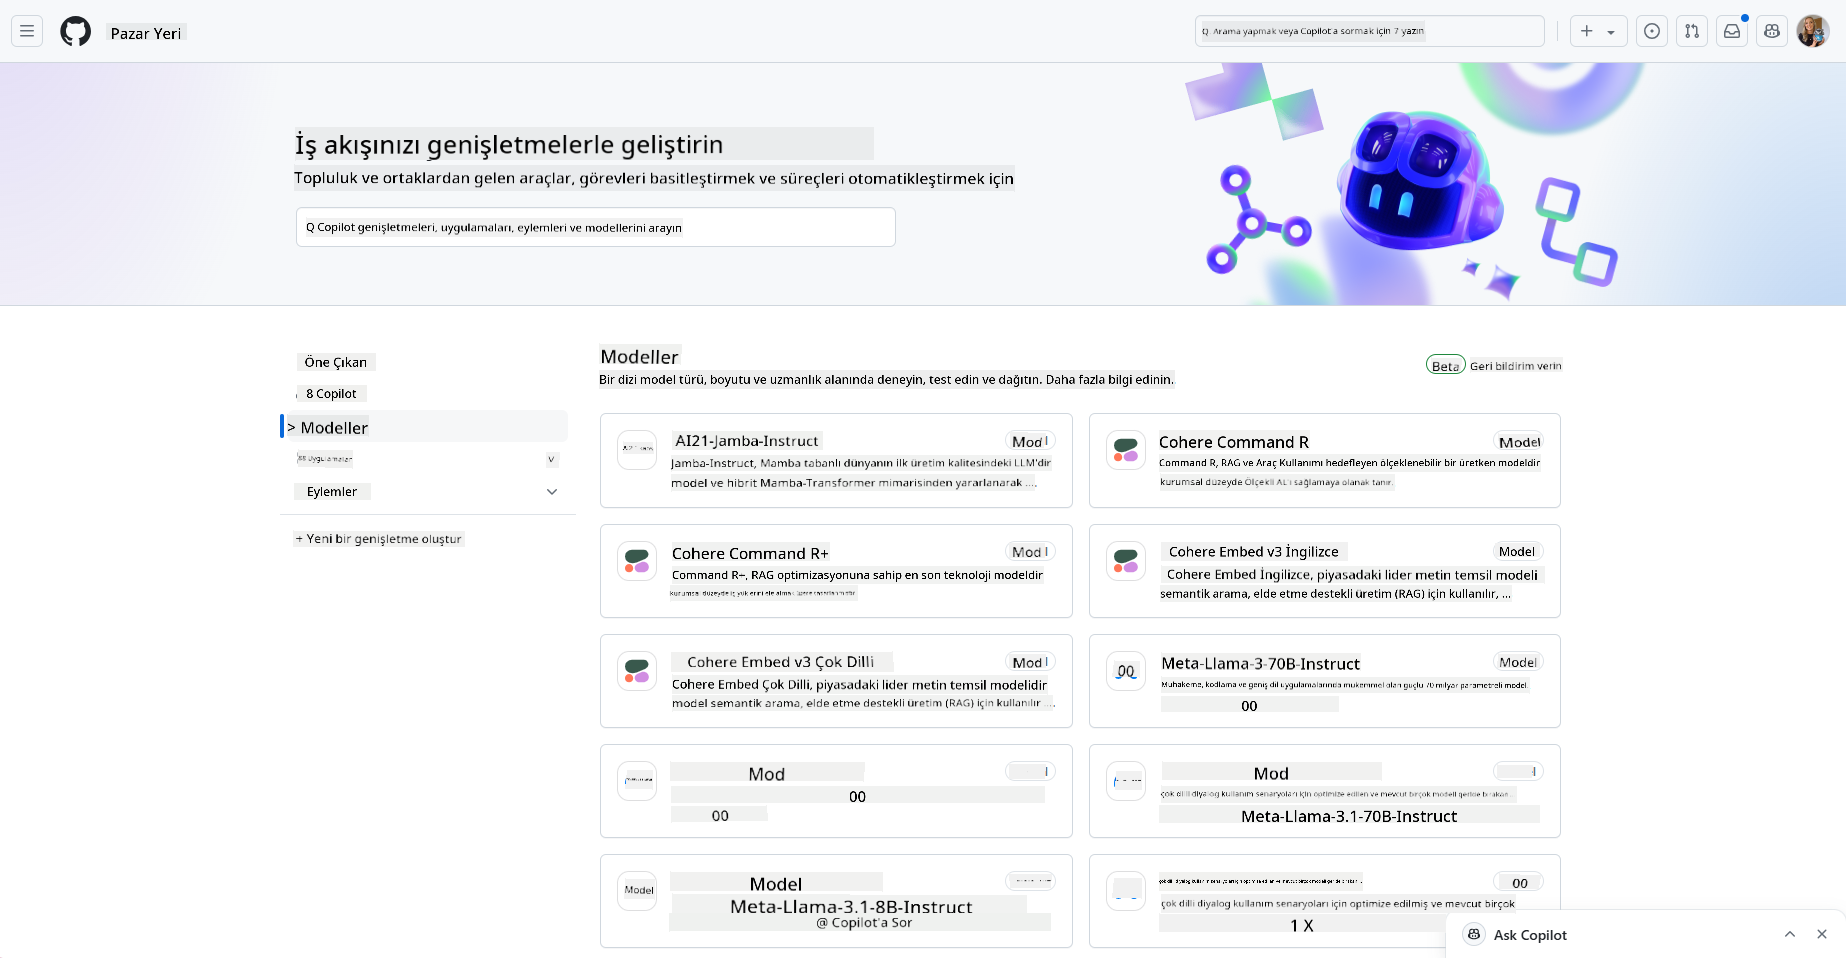 Pazar Yeri
Q Arama yapmak veya Copilot'a sormak için 7 yazın
İş akışınızı genişletmelerle geliştirin
Topluluk ve ortaklardan gelen araçlar, görevleri basitleştirmek ve süreçleri otomatikleştirmek için
Q Copilot genişletmeleri, uygulamaları, eylemleri ve modellerini arayın
Öne Çıkan
8 Copilot
> Modeller
Uygulamalar
v
Eylemler
+ Yeni bir genişletme oluştur
Modeller
Bir dizi model türü, boyutu ve uzmanlık alanında deneyin, test edin ve dağıtın. Daha fazla bilgi edinin.
Beta
Geri bildirim verin
AI21-Jamba-Instruct
Mod
Jamba-Instruct, Mamba tabanlı dünyanın ilk üretim kalitesindeki LLM'dir
model ve hibrit Mamba-Transformer mimarisinden yararlanarak ...
Cohere Command R
Model
Command R, RAG ve Araç Kullanımı hedefleyen ölçeklenebilir bir üretken modeldir
kurumsal düzeyde Ölçekli AL'ı sağlamaya olanak tanır.
Cohere Command R+
Mod
Command R+, RAG optimizasyonuna sahip en son teknoloji modeldir
kurumsal düzeyde iş yüklerini ele almak üzere tasarlanmıştır
Cohere Embed v3 İngilizce
Model
Cohere Embed İngilizce, piyasadaki lider metin temsil modeli
semantik arama, elde etme destekli üretim (RAG) için kullanılır, ...
Cohere Embed v3 Çok Dilli
Mod
Cohere Embed Çok Dilli, piyasadaki lider metin temsil modelidir
model semantik arama, elde etme destekli üretim (RAG) için kullanılır ...
00
Meta-Llama-3-70B-Instruct
Model
Muhakeme, kodlama ve geniş dil uygulamalarında mükemmel olan güçlü 70 milyar parametreli model.
00
Mod
00
00
Mod
çok dilli diyalog kullanım senaryoları için optimize edilen ve mevcut birçok modeli geride bırakan...
Meta-Llama-3.1-70B-Instruct
Model
Model
Meta-Llama-3.1-8B-Instruct
@ Copilot'a Sor
00
çok dilli diyalog kullanım senaryoları için optimize edilmiş ve mevcut birçok
1 X
Ask Copilot